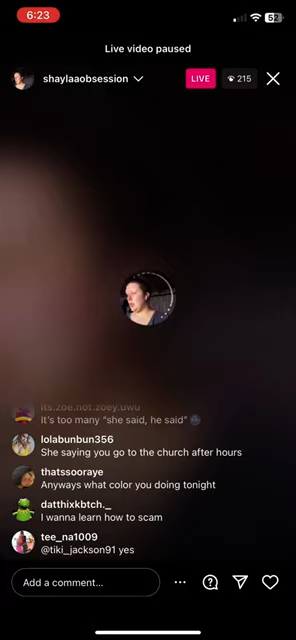 6:23
52
Live video paused
shaylaaobsession
LIVE
215
its.zoe.not.zoey.uwu
It's too many “she said, he said”
lolabunbun356
She saying you go to the church after hours
thatssooraye
Anyways what color you doing tonight
datthixkbtch._
I wanna learn how to scam
tee_na1009
@tiki_jackson91 yes
Add a comment…